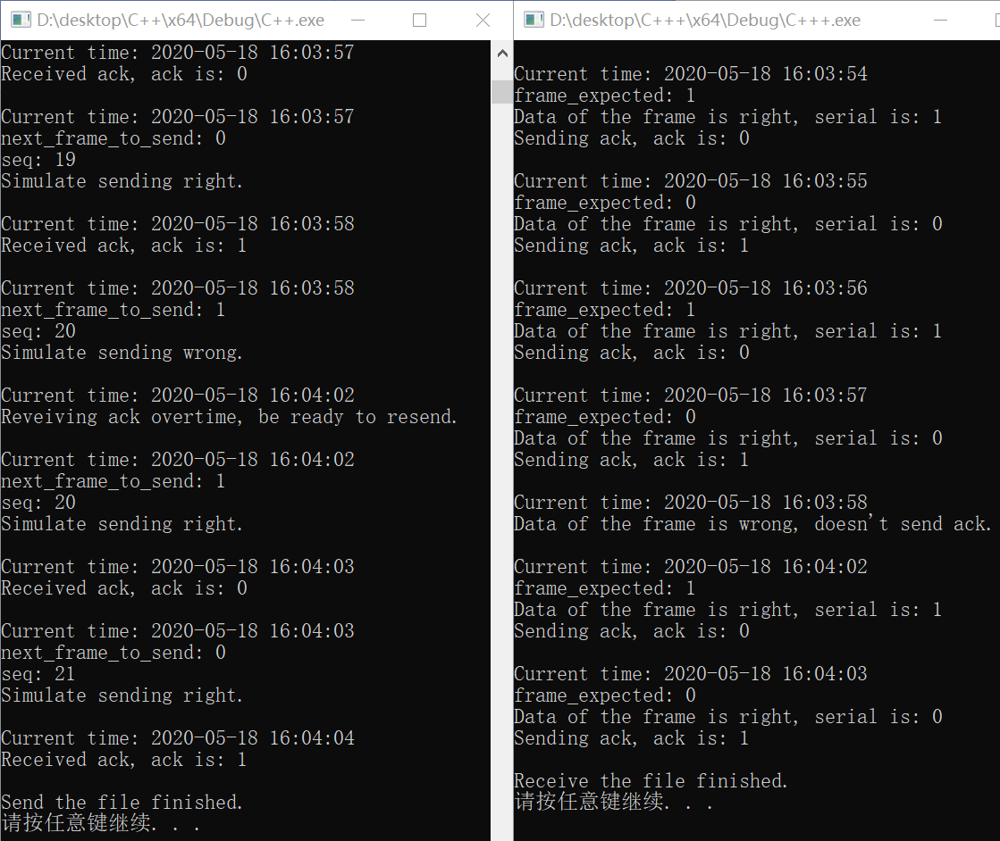 D:\desktop\C++\x64\Debug\C++.exe
Current time: 2020-05-18 16:03:57
Received ack, ack is: 0
Current time: 2020-05-18 16:03:57
next_frame_to_send: 0
seq: 19
Simulate sending right.
Current time: 2020-05-18 16:03:58
Received ack, ack is: 1
Current time: 2020-05-18 16:03:58
next_frame_to_send: 1
seq: 20
Simulate sending wrong.
Current time: 2020-05-18 16:04:02
Reveiving ack overtime, be ready to resend.
Current time: 2020-05-18 16:04:02
next_frame_to_send: 1
seq: 20
Simulate sending right.
Current time: 2020-05-18 16:04:03
Received ack, ack is: 0
Current time: 2020-05-18 16:04:03
next_frame_to_send: 0
seq: 21
Simulate sending right.
Current time: 2020-05-18 16:04:04
Received ack, ack is: 1
Send the file finished.
请按任意键继续. . .
D:\desktop\C+++\x64\Debug\C+++.exe
Current time: 2020-05-18 16:03:54
frame_expected: 1
Data of the frame is right, serial is: 1
Sending ack, ack is: 0
Current time: 2020-05-18 16:03:55
frame_expected: 0
Data of the frame is right, serial is: 0
Sending ack, ack is: 1
Current time: 2020-05-18 16:03:56
frame_expected: 1
Data of the frame is right, serial is: 1
Sending ack, ack is: 0
Current time: 2020-05-18 16:03:57
frame_expected: 0
Data of the frame is right, serial is: 0
Sending ack, ack is: 1
Current time: 2020-05-18 16:03:58
Data of the frame is wrong, doesn't send ack.
Current time: 2020-05-18 16:04:02
frame_expected: 1
Data of the frame is right, serial is: 1
Sending ack, ack is: 0
Current time: 2020-05-18 16:04:03
frame_expected: 0
Data of the frame is right, serial is: 0
Sending ack, ack is: 1
Receive the file finished.
请按任意键继续. . .